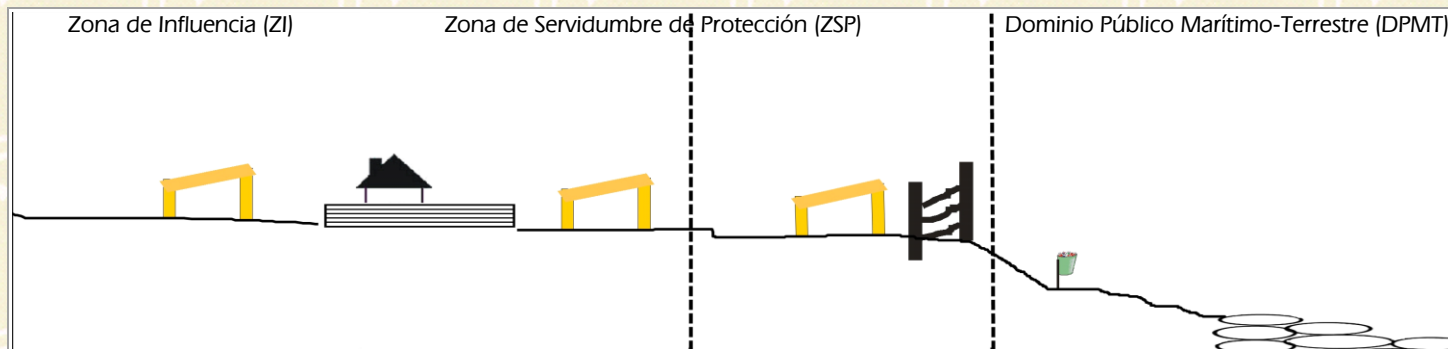 Zona de Influencia (ZI)
Zona de Servidumbre de Protección (ZSP)
Dominio Público Marítimo-Terrestre (DPMT)